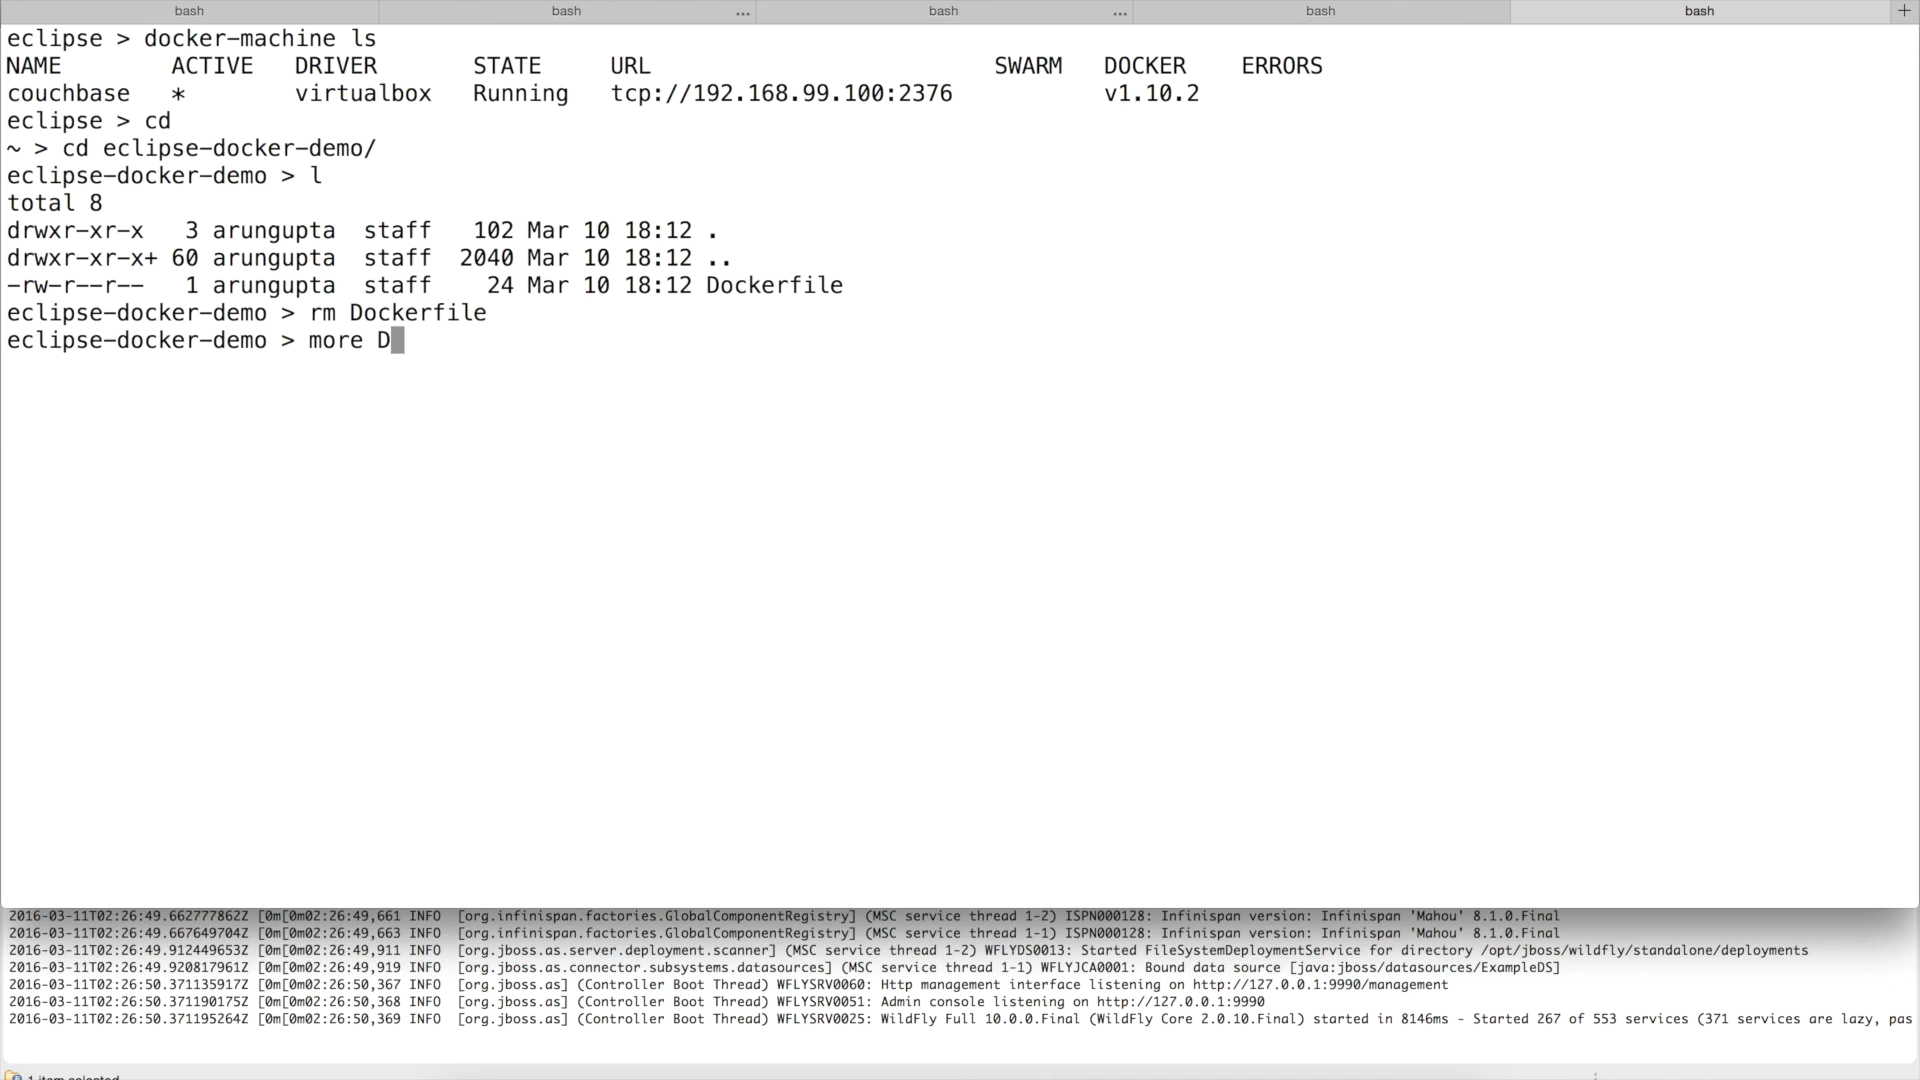 bash bash ... bash ... bash bash +
eclipse > docker-machine ls
NAME ACTIVE DRIVER STATE URL SWARM DOCKER ERRORS
couchbase * virtualbox Running tcp://192.168.99.100:2376 v1.10.2
eclipse > cd
~ > cd eclipse-docker-demo/
eclipse-docker-demo > l
total 8
drwxr-xr-x 3 arungupta staff 102 Mar 10 18:12 .
drwxr-xr-x+ 60 arungupta staff 2040 Mar 10 18:12 ..
-rw-r--r-- 1 arungupta staff 24 Mar 10 18:12 Dockerfile
eclipse-docker-demo > rm Dockerfile
eclipse-docker-demo > more D
2016-03-11T02:26:49.662777862Z [0m[0m02:26:49,661 INFO [org.infinispan.factories.GlobalComponentRegistry] (MSC service thread 1-2) ISPN000128: Infinispan version: Infinispan 'Mahou' 8.1.0.Final
2016-03-11T02:26:49.667649704Z [0m[0m02:26:49,663 INFO [org.infinispan.factories.GlobalComponentRegistry] (MSC service thread 1-1) ISPN000128: Infinispan version: Infinispan 'Mahou' 8.1.0.Final
2016-03-11T02:26:49.912449653Z [0m[0m02:26:49,911 INFO [org.jboss.as.server.deployment.scanner] (MSC service thread 1-2) WFLYDS0013: Started FileSystemDeploymentService for directory /opt/jboss/wildfly/standalone/deployments
2016-03-11T02:26:49.920817961Z [0m[0m02:26:49,919 INFO [org.jboss.as.connector.subsystems.datasources] (MSC service thread 1-1) WFLYJCA0001: Bound data source [java:jboss/datasources/ExampleDS]
2016-03-11T02:26:50.371135917Z [0m[0m02:26:50,367 INFO [org.jboss.as] (Controller Boot Thread) WFLYSRV0060: Http management interface listening on http://127.0.0.1:9990/management
2016-03-11T02:26:50.371190175Z [0m[0m02:26:50,368 INFO [org.jboss.as] (Controller Boot Thread) WFLYSRV0051: Admin console listening on http://127.0.0.1:9990
2016-03-11T02:26:50.371195264Z [0m[0m02:26:50,369 INFO [org.jboss.as] (Controller Boot Thread) WFLYSRV0025: WildFly Full 10.0.0.Final (WildFly Core 2.0.10.Final) started in 8146ms - Started 267 of 553 services (371 services are lazy, pas
1 item selected